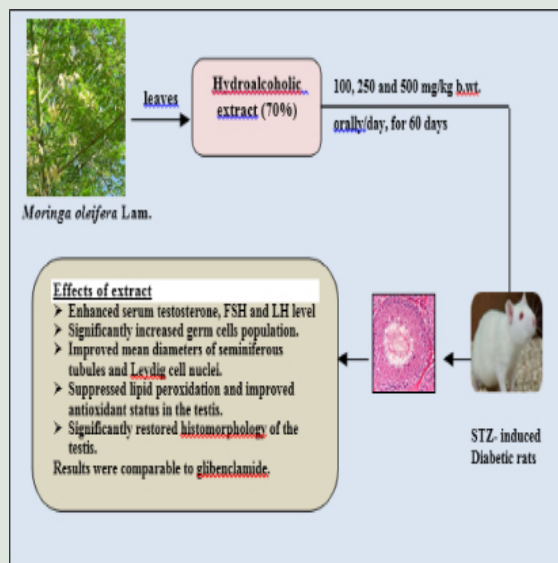 leaves
Hydroalcoholic
extract (70%)
100, 250 and 500 mg/kg b.wt.
orally/day, for 60 days
Moringa oleifera Lam.
Effects of extract
➢ Enhanced serum testosterone, FSH and LH level
➢ Significantly increased germ cells population.
➢ Improved mean diameters of seminiferous
tubules and Leydig cell nuclei.
➢ Suppressed lipid peroxidation and improved
antioxidant status in the testis.
➢ Significantly restored histomorphology of the
testis.
Results were comparable to glibenclamide.
STZ- induced
Diabetic rats